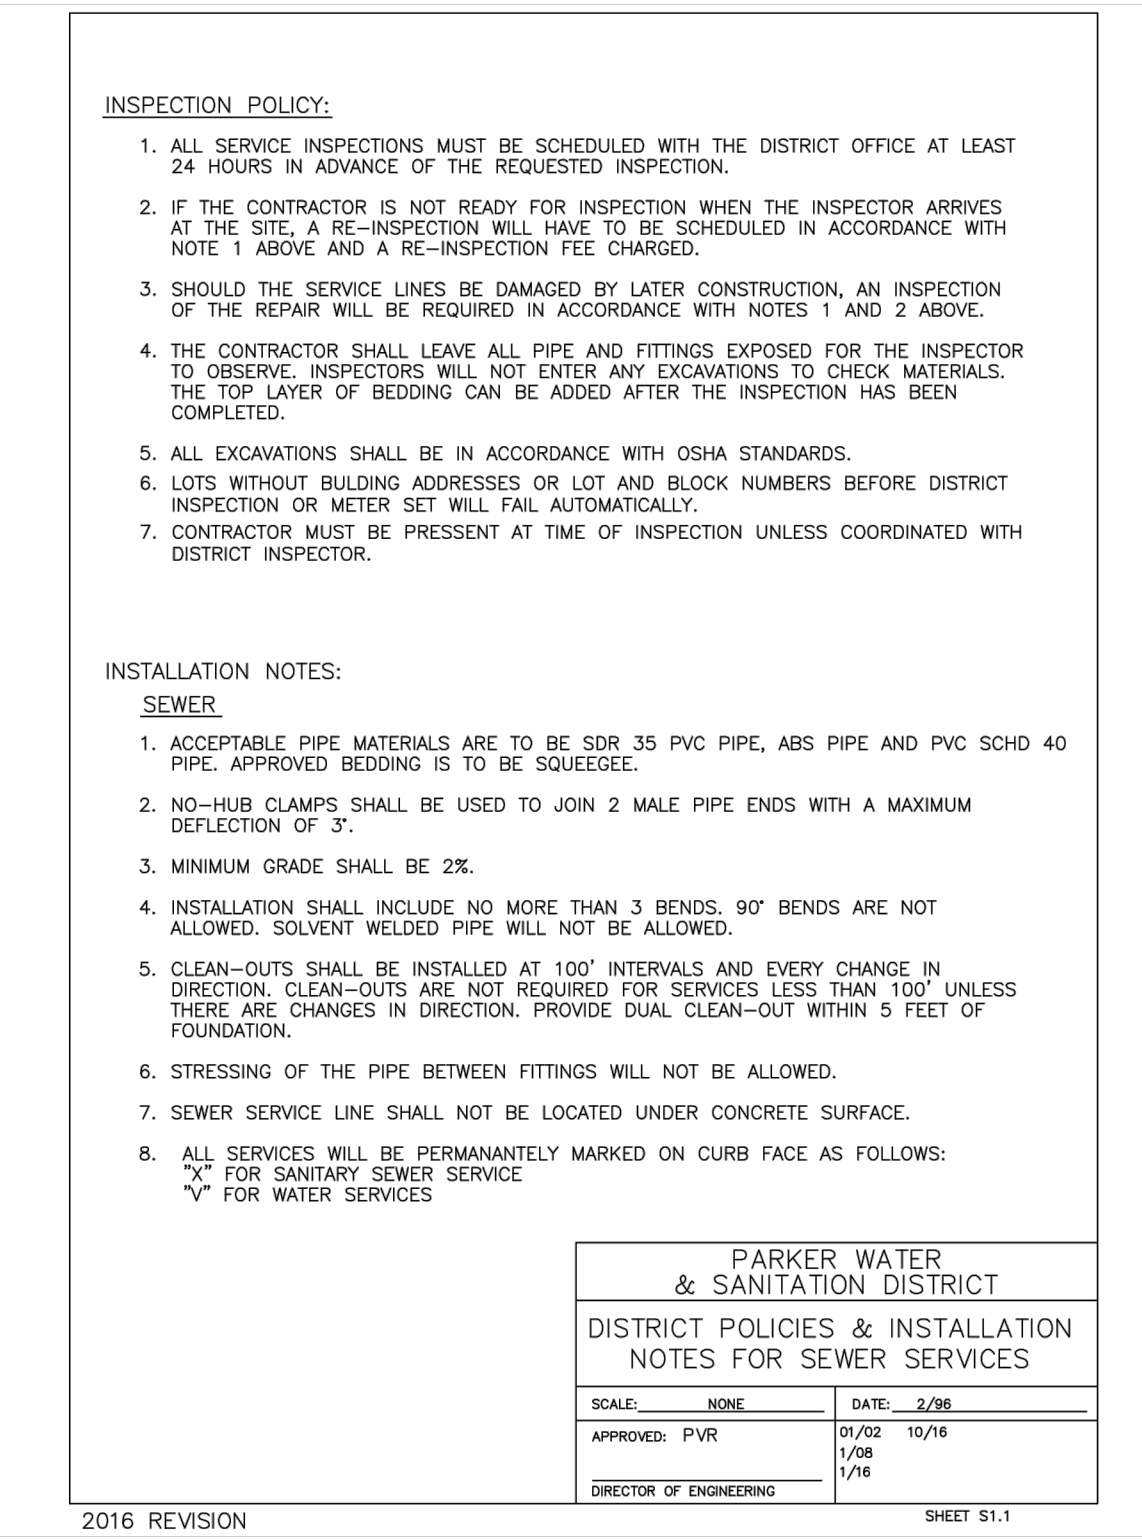 INSPECTION POLICY:
1. ALL SERVICE INSPECTIONS MUST BE SCHEDULED WITH THE DISTRICT OFFICE AT LEAST
24 HOURS IN ADVANCE OF THE REQUESTED INSPECTION.
2. IF THE CONTRACTOR IS NOT READY FOR INSPECTION WHEN THE INSPECTOR ARRIVES
AT THE SITE, A RE-INSPECTION WILL HAVE TO BE SCHEDULED IN ACCORDANCE WITH
NOTE 1 ABOVE AND A RE-INSPECTION FEE CHARGED.
3. SHOULD THE SERVICE LINES BE DAMAGED BY LATER CONSTRUCTION, AN INSPECTION
OF THE REPAIR WILL BE REQUIRED IN ACCORDANCE WITH NOTES 1 AND 2 ABOVE.
4. THE CONTRACTOR SHALL LEAVE ALL PIPE AND FITTINGS EXPOSED FOR THE INSPECTOR
TO OBSERVE. INSPECTORS WILL NOT ENTER ANY EXCAVATIONS TO CHECK MATERIALS.
THE TOP LAYER OF BEDDING CAN BE ADDED AFTER THE INSPECTION HAS BEEN
COMPLETED.
5. ALL EXCAVATIONS SHALL BE IN ACCORDANCE WITH OSHA STANDARDS.
6. LOTS WITHOUT BULDING ADDRESSES OR LOT AND BLOCK NUMBERS BEFORE DISTRICT
INSPECTION OR METER SET WILL FAIL AUTOMATICALLY.
7. CONTRACTOR MUST BE PRESSENT AT TIME OF INSPECTION UNLESS COORDINATED WITH
DISTRICT INSPECTOR.
INSTALLATION NOTES:
SEWER
1. ACCEPTABLE PIPE MATERIALS ARE TO BE SDR 35 PVC PIPE, ABS PIPE AND PVC SCHD 40
PIPE. APPROVED BEDDING IS TO BE SQUEEGEE.
2. NO-HUB CLAMPS SHALL BE USED TO JOIN 2 MALE PIPE ENDS WITH A MAXIMUM
DEFLECTION OF 3°.
3. MINIMUM GRADE SHALL BE 2%.
4. INSTALLATION SHALL INCLUDE NO MORE THAN 3 BENDS. 90° BENDS ARE NOT
ALLOWED. SOLVENT WELDED PIPE WILL NOT BE ALLOWED.
5. CLEAN-OUTS SHALL BE INSTALLED AT 100' INTERVALS AND EVERY CHANGE IN
DIRECTION. CLEAN-OUTS ARE NOT REQUIRED FOR SERVICES LESS THAN 100' UNLESS
THERE ARE CHANGES IN DIRECTION. PROVIDE DUAL CLEAN-OUT WITHIN 5 FEET OF
FOUNDATION.
6. STRESSING OF THE PIPE BETWEEN FITTINGS WILL NOT BE ALLOWED.
7. SEWER SERVICE LINE SHALL NOT BE LOCATED UNDER CONCRETE SURFACE.
8. ALL SERVICES WILL BE PERMANANTELY MARKED ON CURB FACE AS FOLLOWS:
"X" FOR SANITARY SEWER SERVICE
"V" FOR WATER SERVICES
PARKER WATER
& SANITATION DISTRICT
DISTRICT POLICIES & INSTALLATION
NOTES FOR SEWER SERVICES
SCALE: NONE
DATE: 2/96
APPROVED: PVR
01/02 10/16
1/08
1/16
DIRECTOR OF ENGINEERING
2016 REVISION
SHEET S1.1